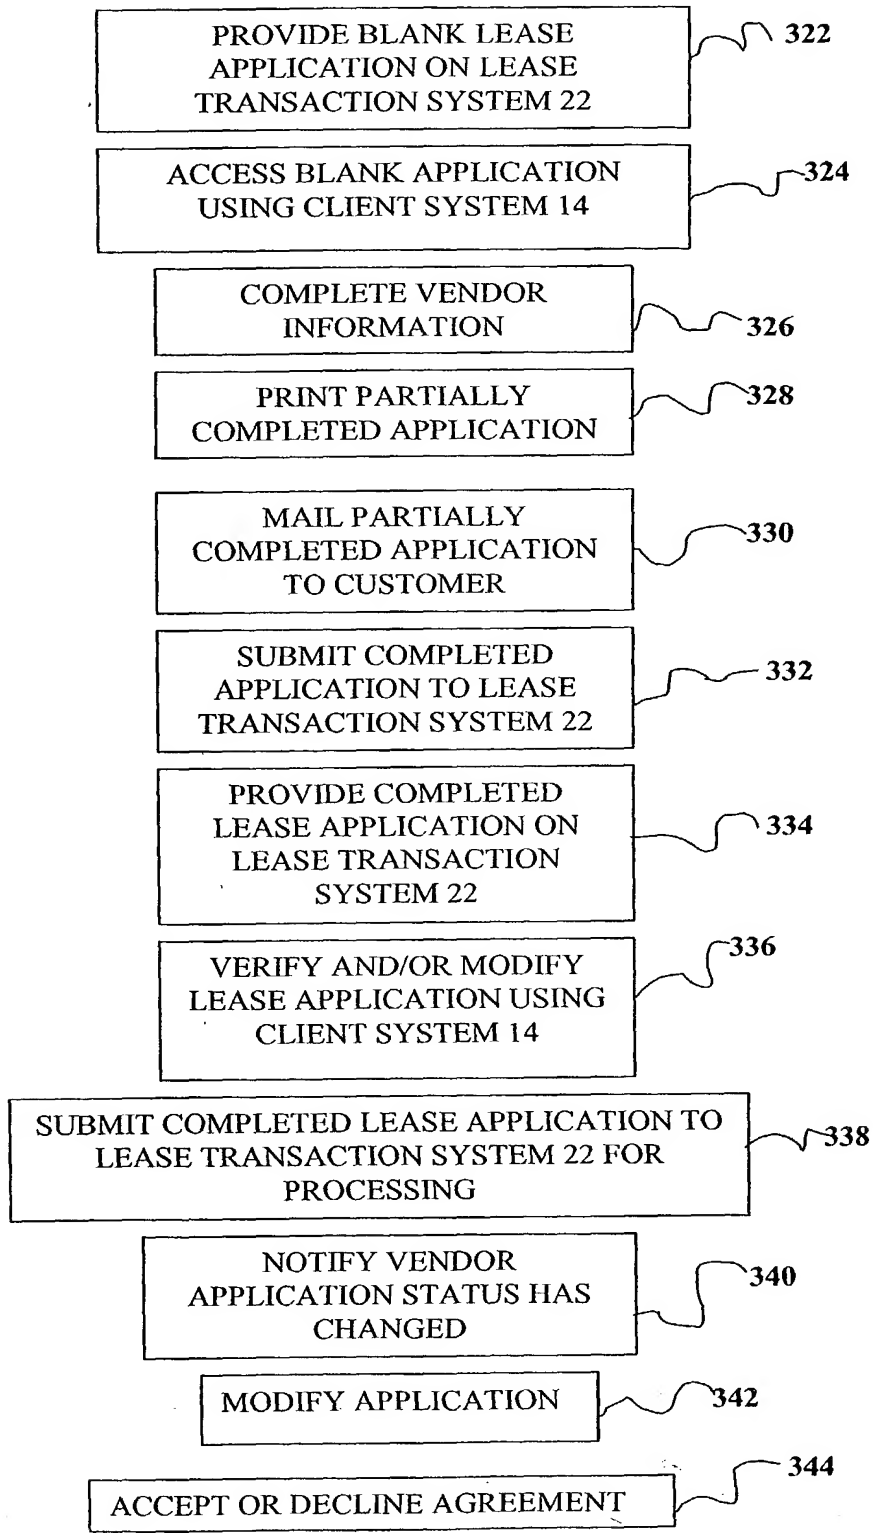 PROVIDE BLANK LEASE
APPLICATION ON LEASE
TRANSACTION SYSTEM 22
322
ACCESS BLANK APPLICATION
USING CLIENT SYSTEM 14
324
COMPLETE VENDOR
INFORMATION
326
PRINT PARTIALLY
COMPLETED APPLICATION
328
MAIL PARTIALLY
COMPLETED APPLICATION
TO CUSTOMER
330
SUBMIT COMPLETED
APPLICATION TO LEASE
TRANSACTION SYSTEM 22
332
PROVIDE COMPLETED
LEASE APPLICATION ON
LEASE TRANSACTION
SYSTEM 22
334
VERIFY AND/OR MODIFY
LEASE APPLICATION USING
CLIENT SYSTEM 14
336
SUBMIT COMPLETED LEASE APPLICATION TO
LEASE TRANSACTION SYSTEM 22 FOR
PROCESSING
338
NOTIFY VENDOR
APPLICATION STATUS HAS
CHANGED
340
MODIFY APPLICATION
342
ACCEPT OR DECLINE AGREEMENT
344